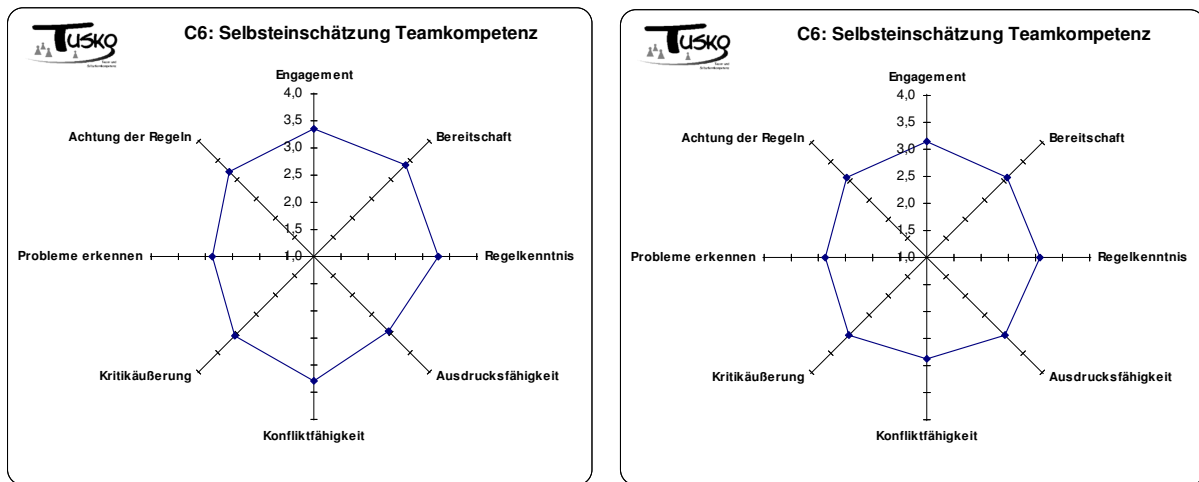 TUSKO
C6: Selbsteinschätzung Teamkompetenz
Engagement
4,0
3,5
3,0
2,5
2,0
1,5
1,0
Achtung der Regeln
Bereitschaft
Probleme erkennen
Regelkenntnis
Kritikäußerung
Ausdrucksfähigkeit
Konfliktfähigkeit
TUSKO
C6: Selbsteinschätzung Teamkompetenz
Engagement
4,0
3,5
3,0
2,5
2,0
1,5
1,0
Achtung der Regeln
Bereitschaft
Probleme erkennen
Regelkenntnis
Kritikäußerung
Ausdrucksfähigkeit
Konfliktfähigkeit